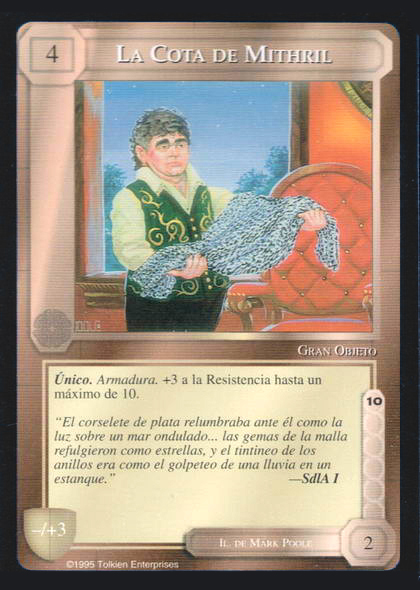 4
LA COTA DE MITHRIL
GRAN OBJETO
Único. Armadura. +3 a la Resistencia hasta un
máximo de 10.
10
“El corselete de plata relumbraba ante él como la
luz sobre un mar ondulado... las gemas de la malla
refulgieron como estrellas, y el tintineo de los
anillos era como el golpeteo de una lluvia en un
estanque.” —SdlA I
–/+3
IL. DE MARK POOLE
2
©1995 Tolkien Enterprises